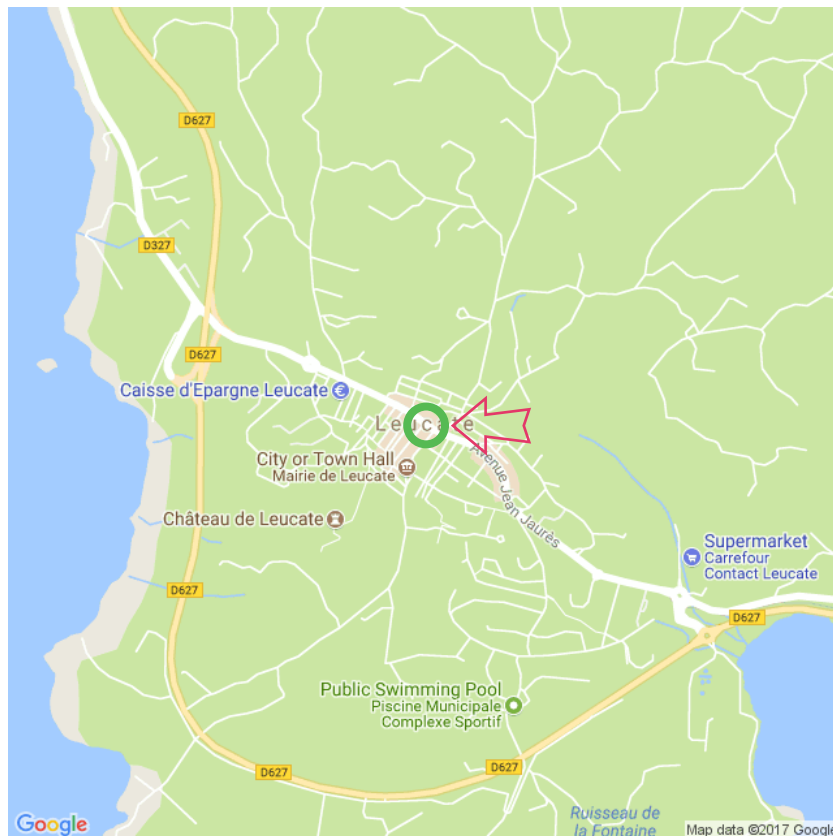 D627
D327
D627
Caisse d'Epargne Leucate
Leucate
City or Town Hall
Mairie de Leucate
Avenue Jean Jaurès
Château de Leucate
Supermarket
Carrefour
Contact Leucate
D627
D627
Public Swimming Pool
Piscine Municipale
Complexe Sportif
D627
D627
Ruisseau de
la Fontaine
Google
Map data ©2017 Google